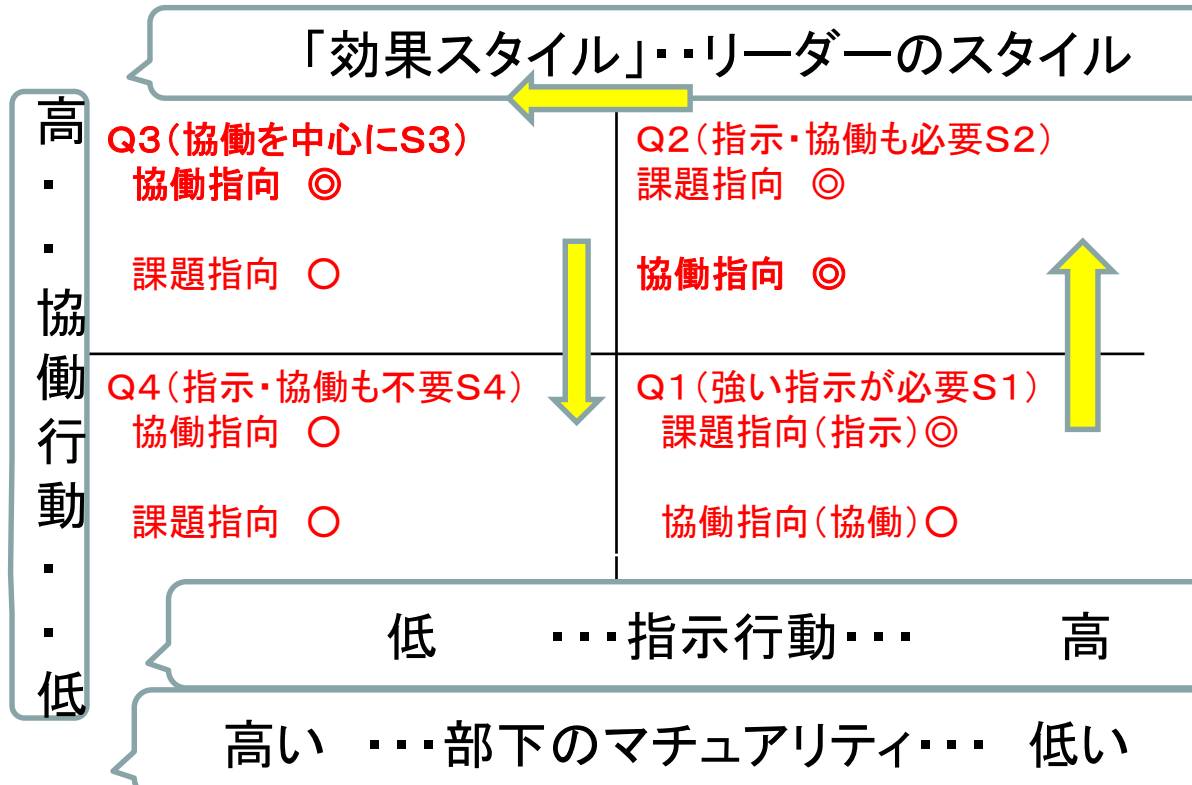 「効果スタイル」・・リーダーのスタイル
高・・協働行動・・低
Q3(協働を中心にS3)
協働指向 ◎
課題指向 ○
Q2(指示・協働も必要S2)
課題指向 ◎
協働指向 ◎
Q4(指示・協働も不要S4)
協働指向 ○
課題指向 ○
Q1(強い指示が必要S1)
課題指向(指示)◎
協働指向(協働)○
低 ・・・指示行動・・・ 高
高い ・・・部下のマチュアリティ・・・ 低い